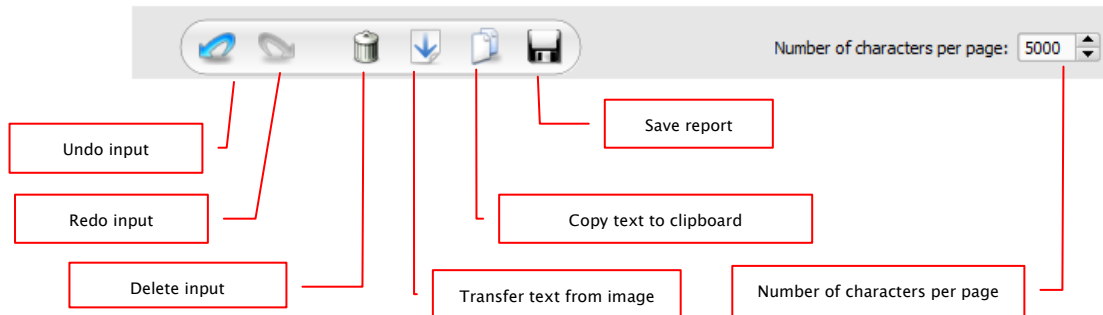 Number of characters per page: 5000
Save report
Undo input
Redo input
Copy text to clipboard
Delete input
Transfer text from image
Number of characters per page